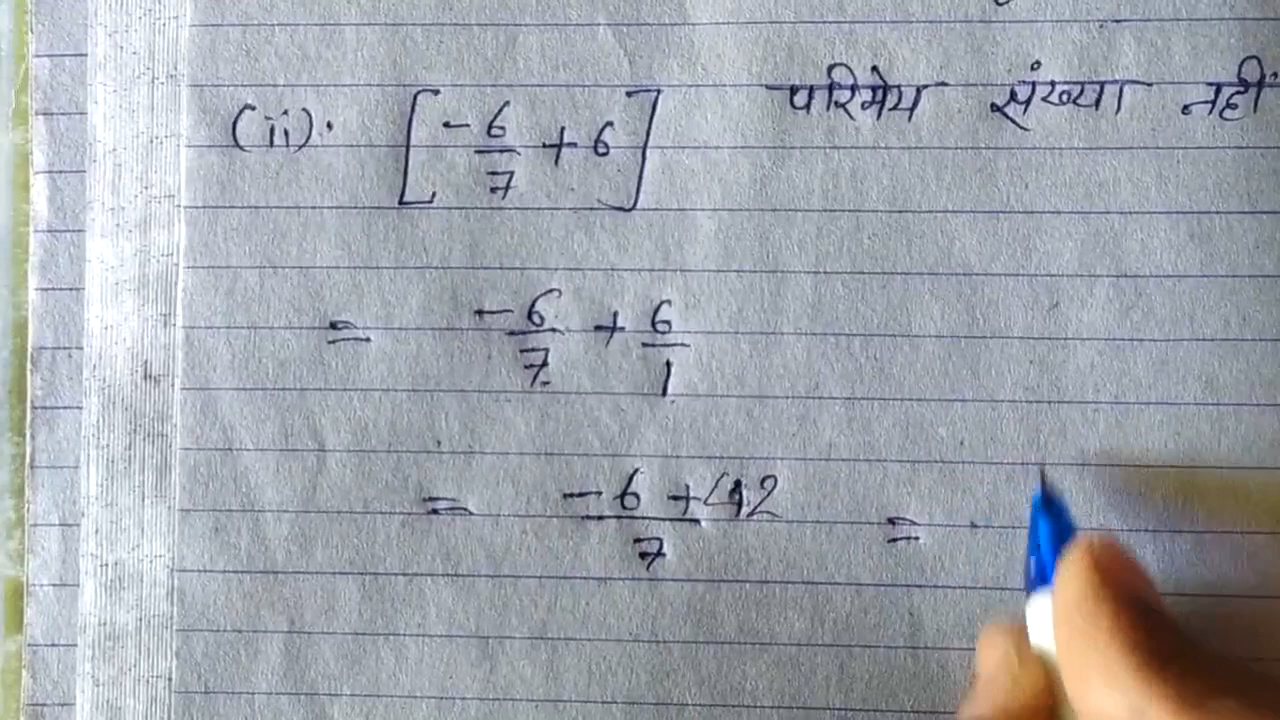 (ii). [-6/7 + 6] परिमेय संख्या नहीं
= -6/7 + 6/1
= -6+42/7 =